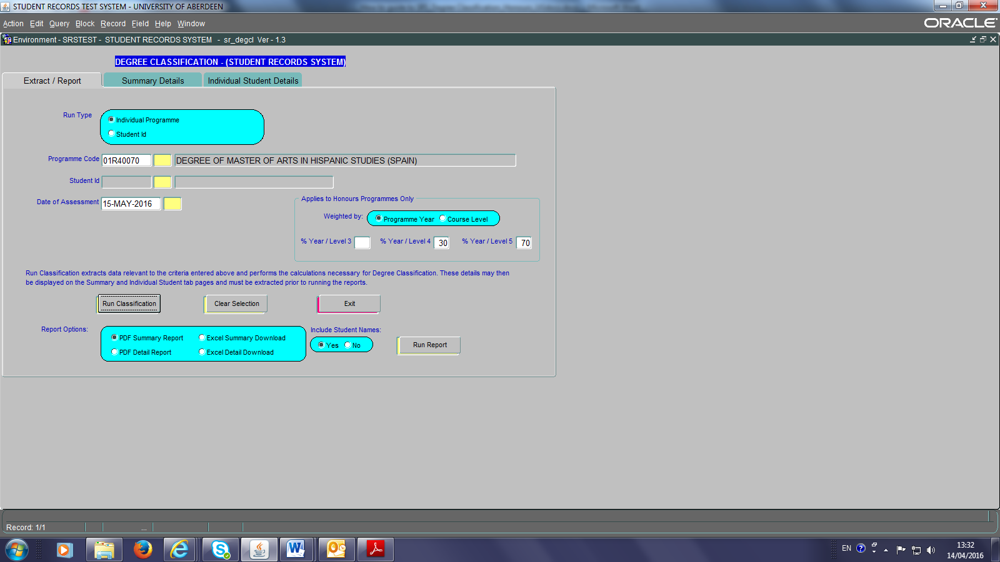 STUDENT RECORDS TEST SYSTEM - UNIVERSITY OF ABERDEEN
Action Edit Query Block Record Field Help Window
ORACLE
Environment - SRSTEST - STUDENT RECORDS SYSTEM - sr_degcl Ver - 1.3
DEGREE CLASSIFICATION - (STUDENT RECORDS SYSTEM)
Extract / Report Summary Details Individual Student Details
Run Type
Individual Programme
Student Id
Programme Code 01R40070 DEGREE OF MASTER OF ARTS IN HISPANIC STUDIES (SPAIN)
Student Id
Date of Assessment 15-MAY-2016
Applies to Honours Programmes Only
Weighted by: Programme Year Course Level
% Year / Level 3 % Year / Level 4 30 % Year / Level 5 70
Run Classification extracts data relevant to the criteria entered above and performs the calculations necessary for Degree Classification. These details may then
be displayed on the Summary and Individual Student tab pages and must be extracted prior to running the reports.
Run Classification Clear Selection Exit
Report Options:
PDF Summary Report Excel Summary Download
PDF Detail Report Excel Detail Download
Include Student Names:
Yes No
Run Report
Record: 1/1 ...
EN
13:32
14/04/2016